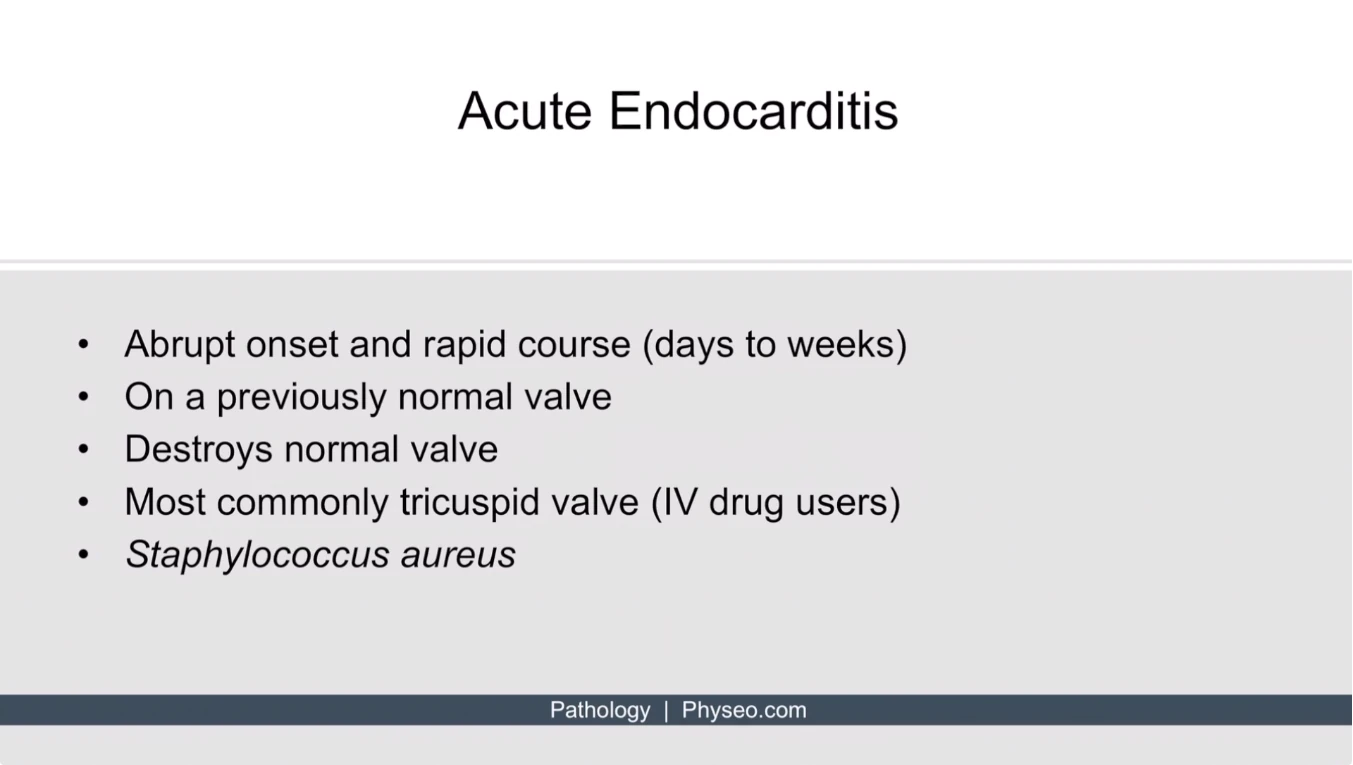 Acute Endocarditis
• Abrupt onset and rapid course (days to weeks)
• On a previously normal valve
• Destroys normal valve
• Most commonly tricuspid valve (IV drug users)
• Staphylococcus aureus
Pathology | Physeo.com